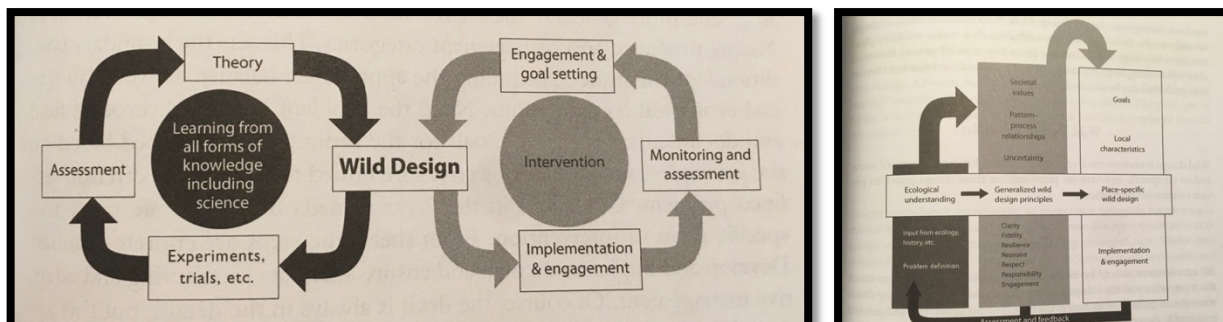 Theory
Learning from
all forms of
knowledge
including
science
Assessment
Experiments,
trials, etc.
Wild Design
Engagement &
goal setting
Intervention
Monitoring and
assessment
Implementation
& engagement
Societal
values
Pattern–
process
relationships
Uncertainty
Goals
Local
characteristics
Ecological
understanding
Generalized wild
design principles
Place-specific
wild design
Input from ecology,
history, etc.
Problem definition
Clarity
Fidelity
Resilience
Restraint
Respect
Responsibility
Engagement
Implementation
& engagement
Assessment and feedback